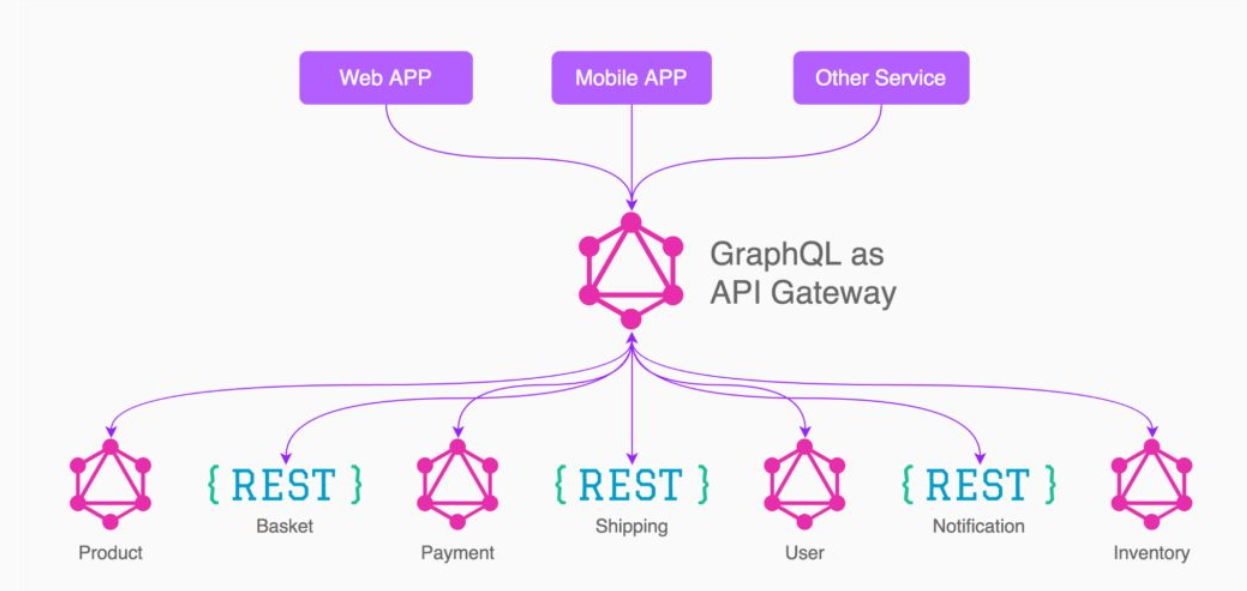 Web APP
Mobile APP
Other Service
GraphQL as
API Gateway
{ REST }
{ REST }
{ REST }
Basket
Shipping
Notification
Product
Payment
User
Inventory